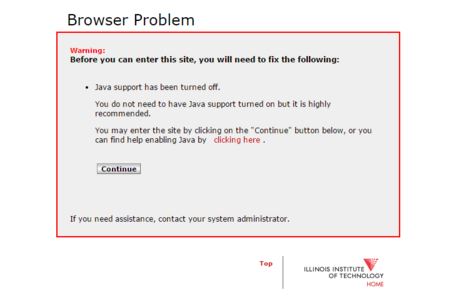 Browser Problem
Warning:
Before you can enter this site, you will need to fix the following:
• Java support has been turned off.
You do not need to have Java support turned on but it is highly
recommended.
You may enter the site by clicking on the "Continue" button below, or you
can find help enabling Java by clicking here .
Continue
If you need assistance, contact your system administrator.
Top
ILLINOIS INSTITUTE
OF TECHNOLOGY
HOME